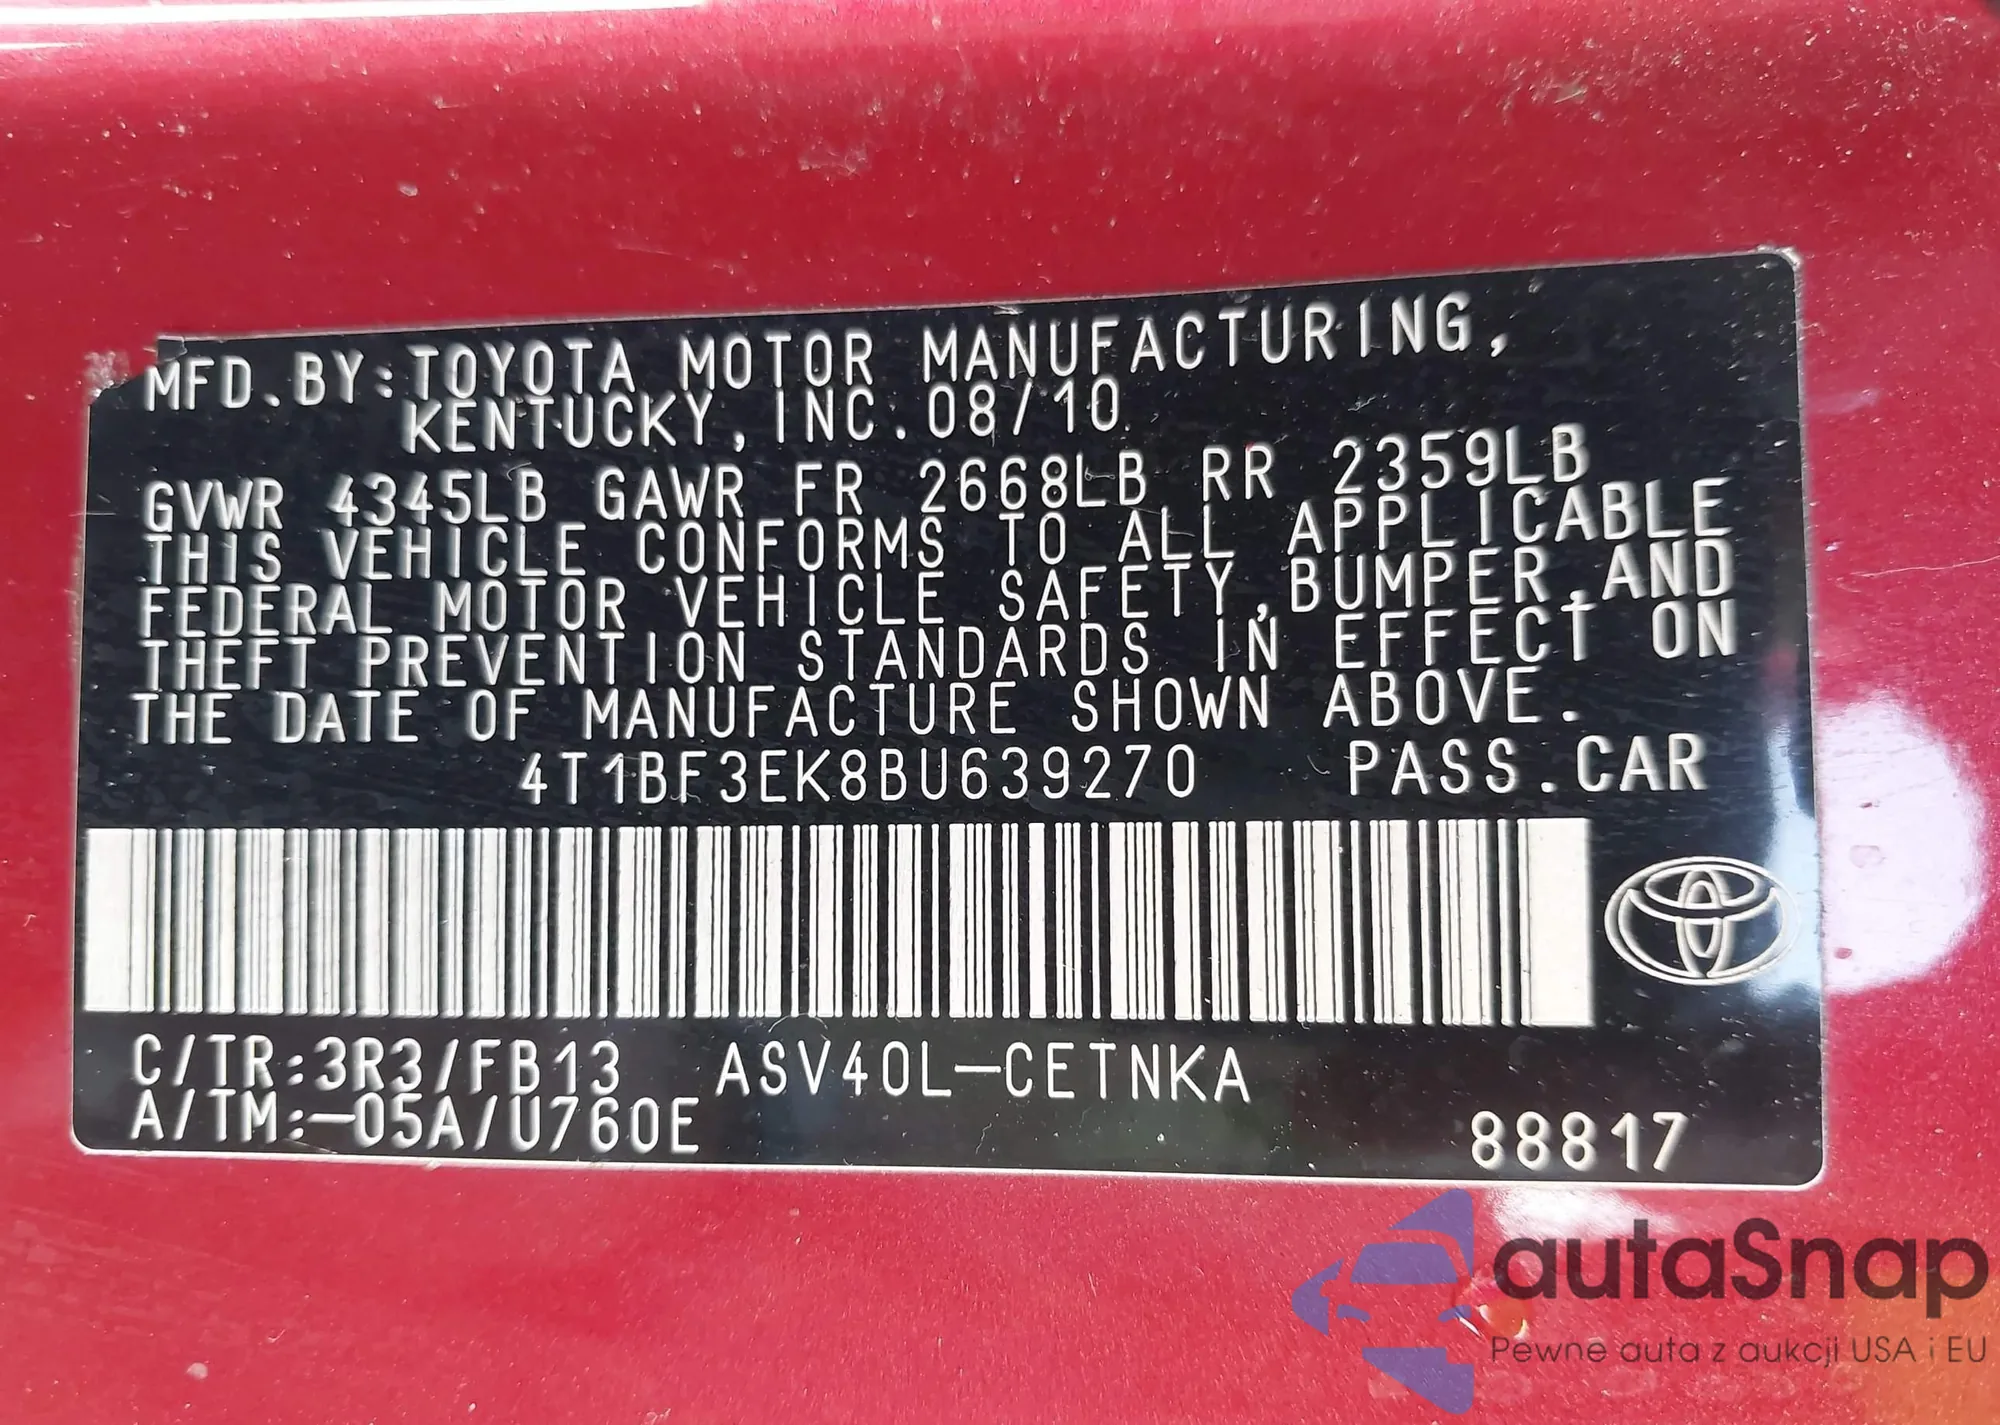 MFD.BY:TOYOTA MOTOR MANUFACTURING,
KENTUCKY,INC.08/10
GVWR 4345LB GAWR FR 2668LB RR 2359LB
THIS VEHICLE CONFORMS TO ALL APPLICABLE
FEDERAL MOTOR VEHICLE SAFETY,BUMPER,AND
THEFT PREVENTION STANDARDS IN EFFECT ON
THE DATE OF MANUFACTURE SHOWN ABOVE.
4T1BF3EK8BU639270 PASS.CAR
C/TR:3R3/FB13 ASV40L-CETNKA
A/TM:-05A/U760E 88817
autaSnap
Pewne auta z aukcji USA i EU